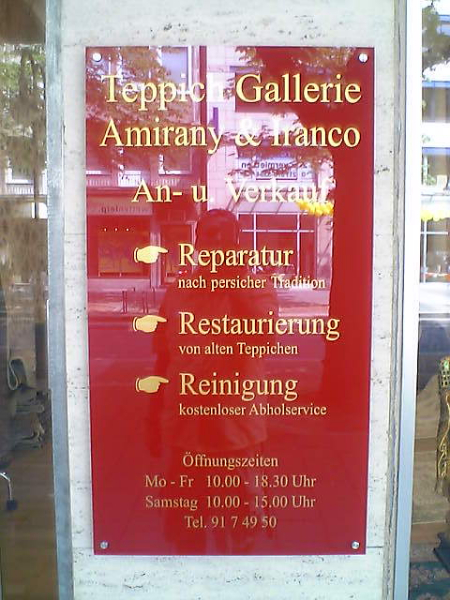 Teppich Gallerie
Amirany & Iranco
An- u. Verkauf
Reparatur
nach persicher Tradition
Restaurierung
von alten Teppichen
Reinigung
kostenloser Abholservice
Öffnungszeiten
Mo - Fr 10.00 - 18.30 Uhr
Samstag 10.00 - 15.00 Uhr
Tel. 91 7 49 50